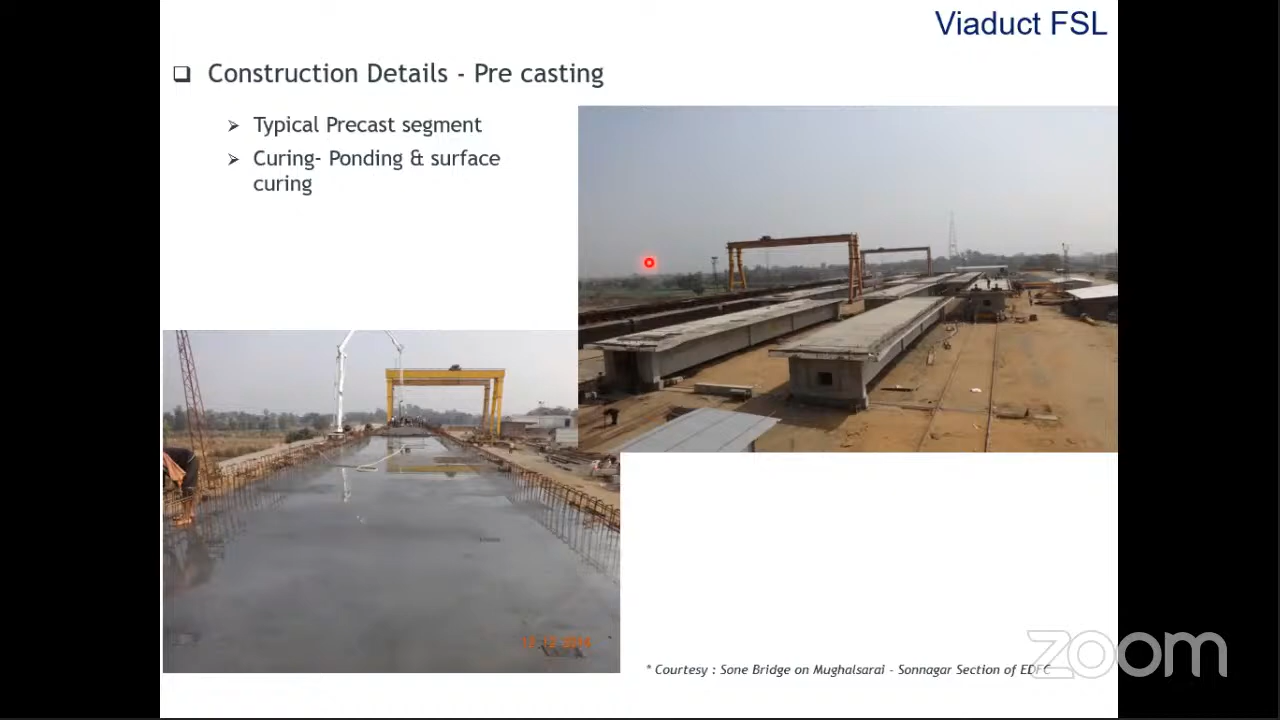 Viaduct FSL
Construction Details - Pre casting
Typical Precast segment
Curing- Ponding & surface
curing
* Courtesy : Sone Bridge on Mughalsarai - Sonnagar Section of EDFC
zoom